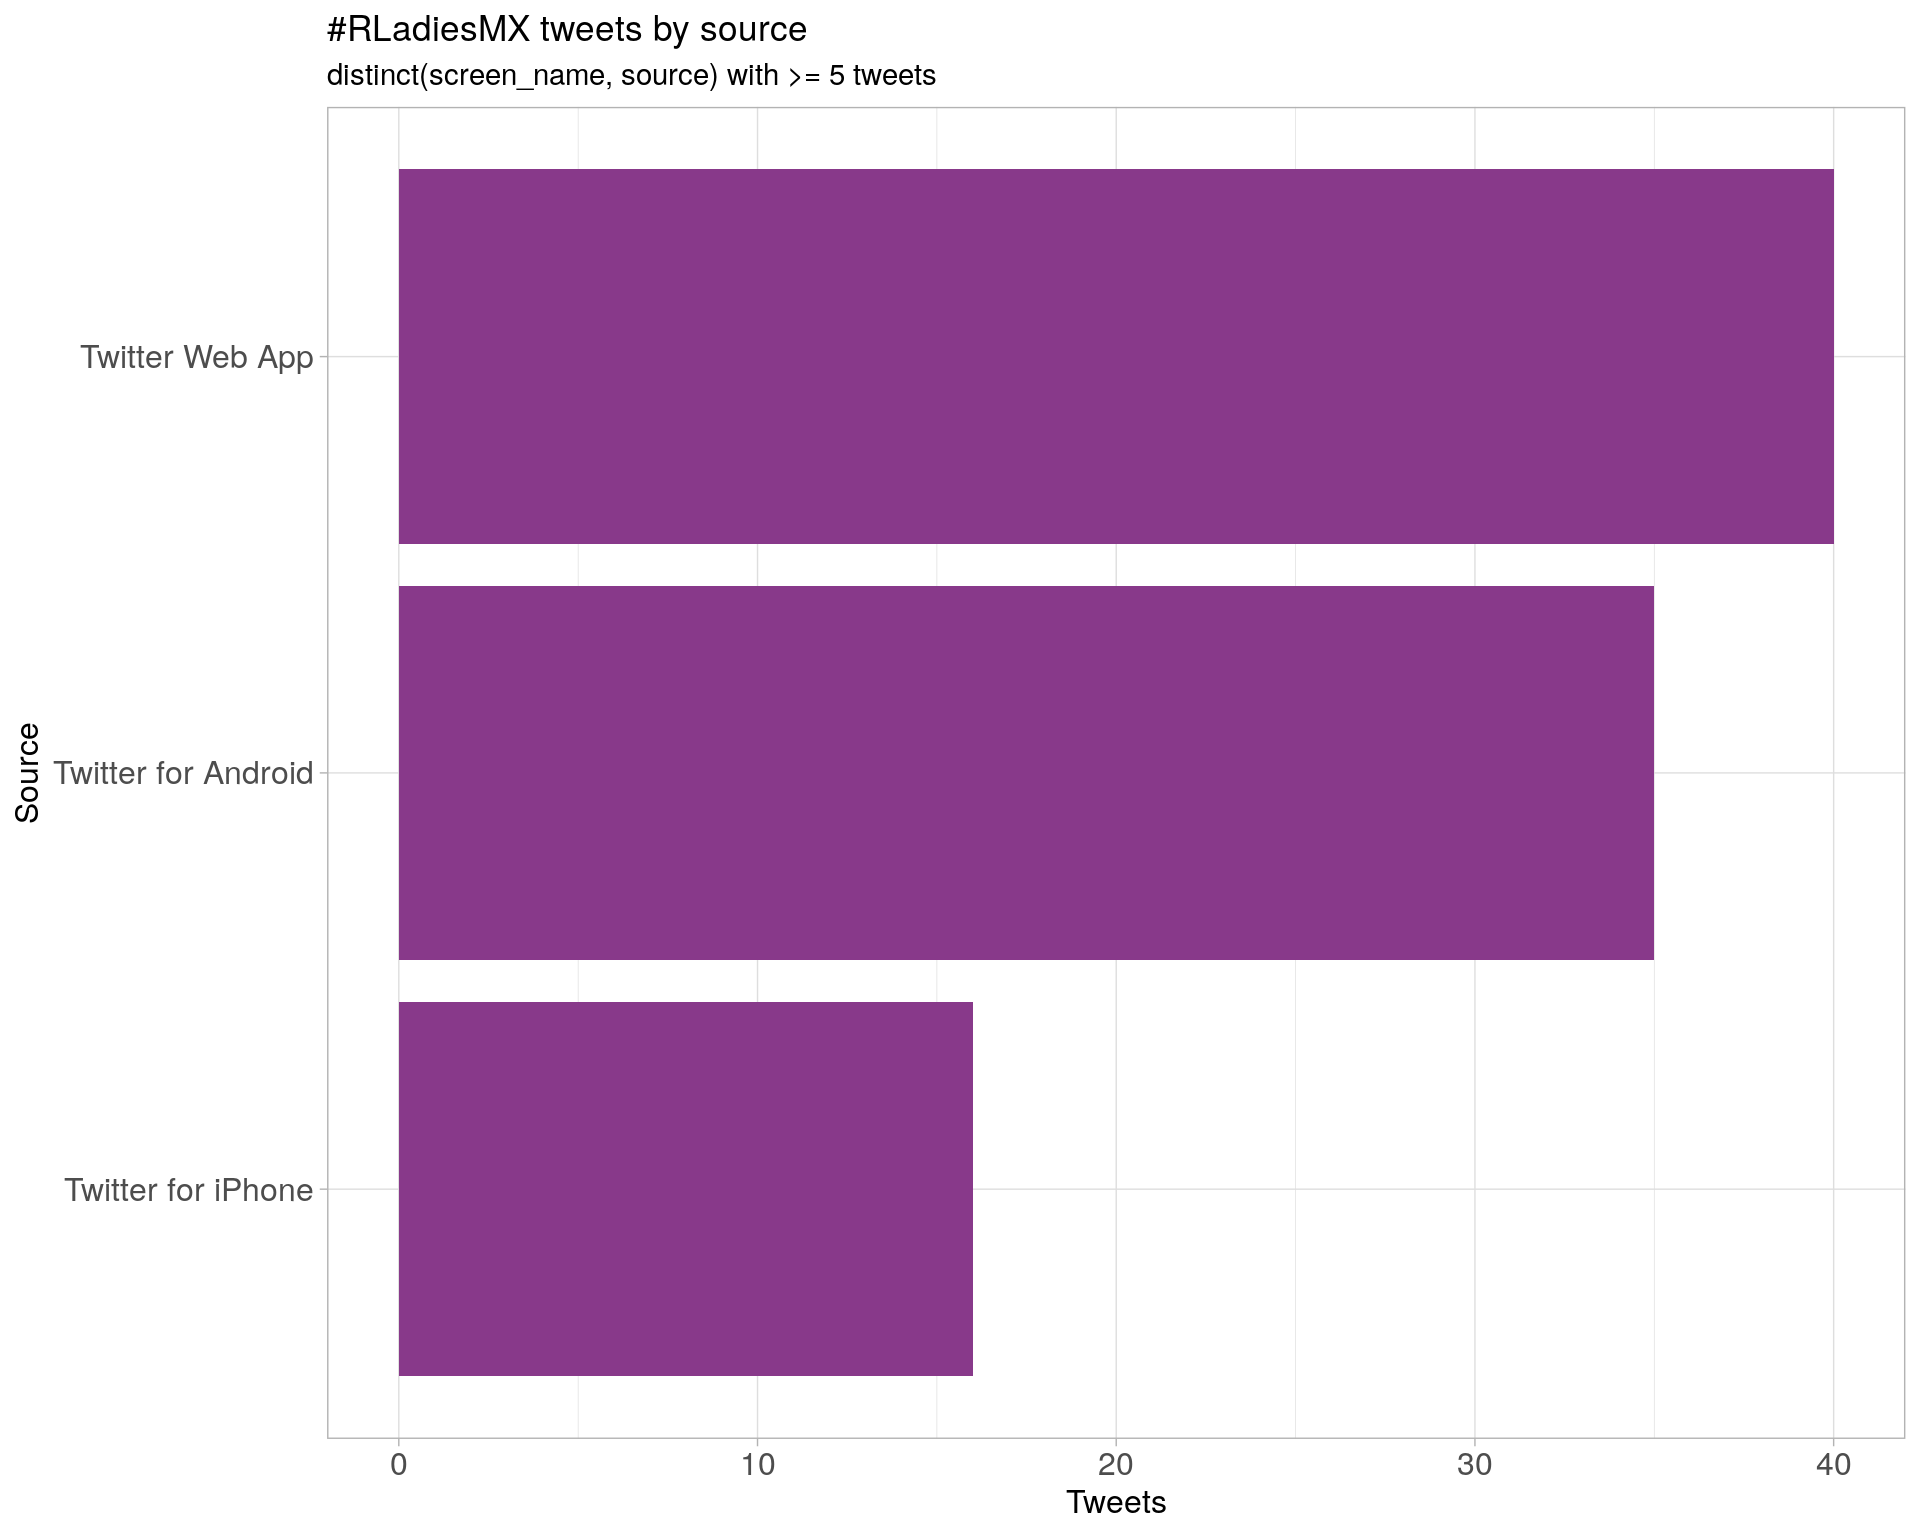 #RLadiesMX tweets by source
distinct(screen_name, source) with >= 5 tweets
Source
Twitter Web App
Twitter for Android
Twitter for iPhone
0 10 20 30 40
Tweets